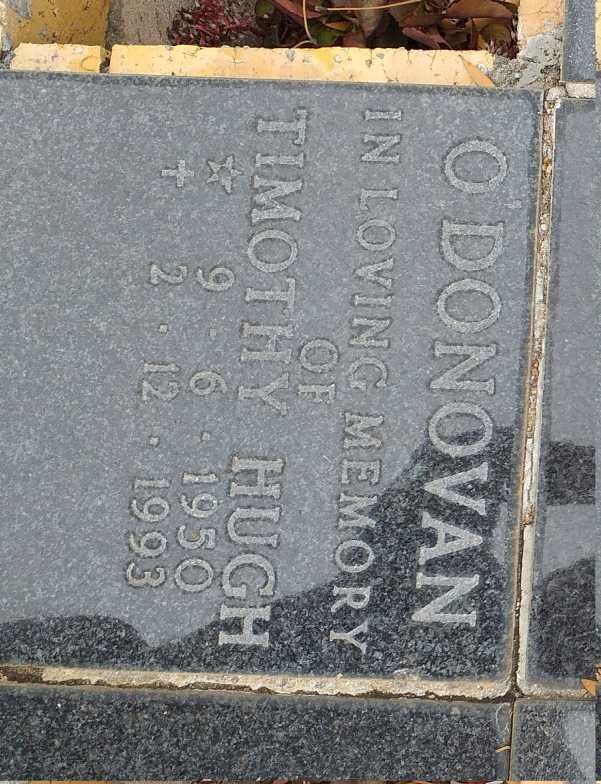 O'DONOVAN
IN LOVING MEMORY
OF
TIMOTHY HUGH
☆ 9 · 6 · 1950
✝ 2 · 12 · 1993